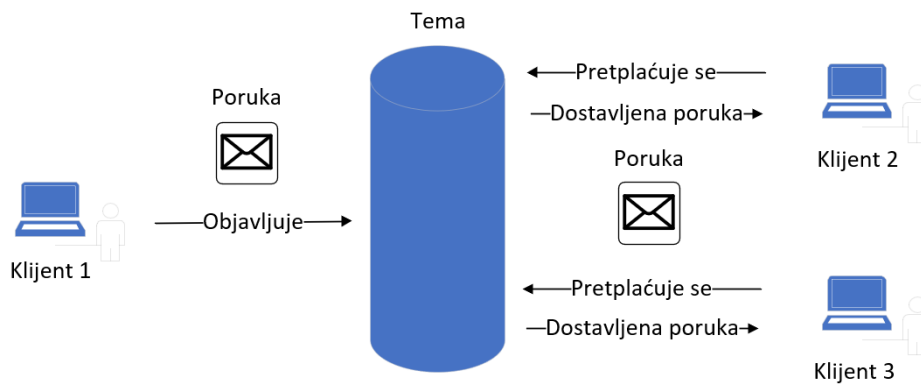 Tema
Pretplaćuje se
Poruka
Dostavljena poruka
Klijent 2
Poruka
Objavljuje
Klijent 1
Pretplaćuje se
Dostavljena poruka
Klijent 3